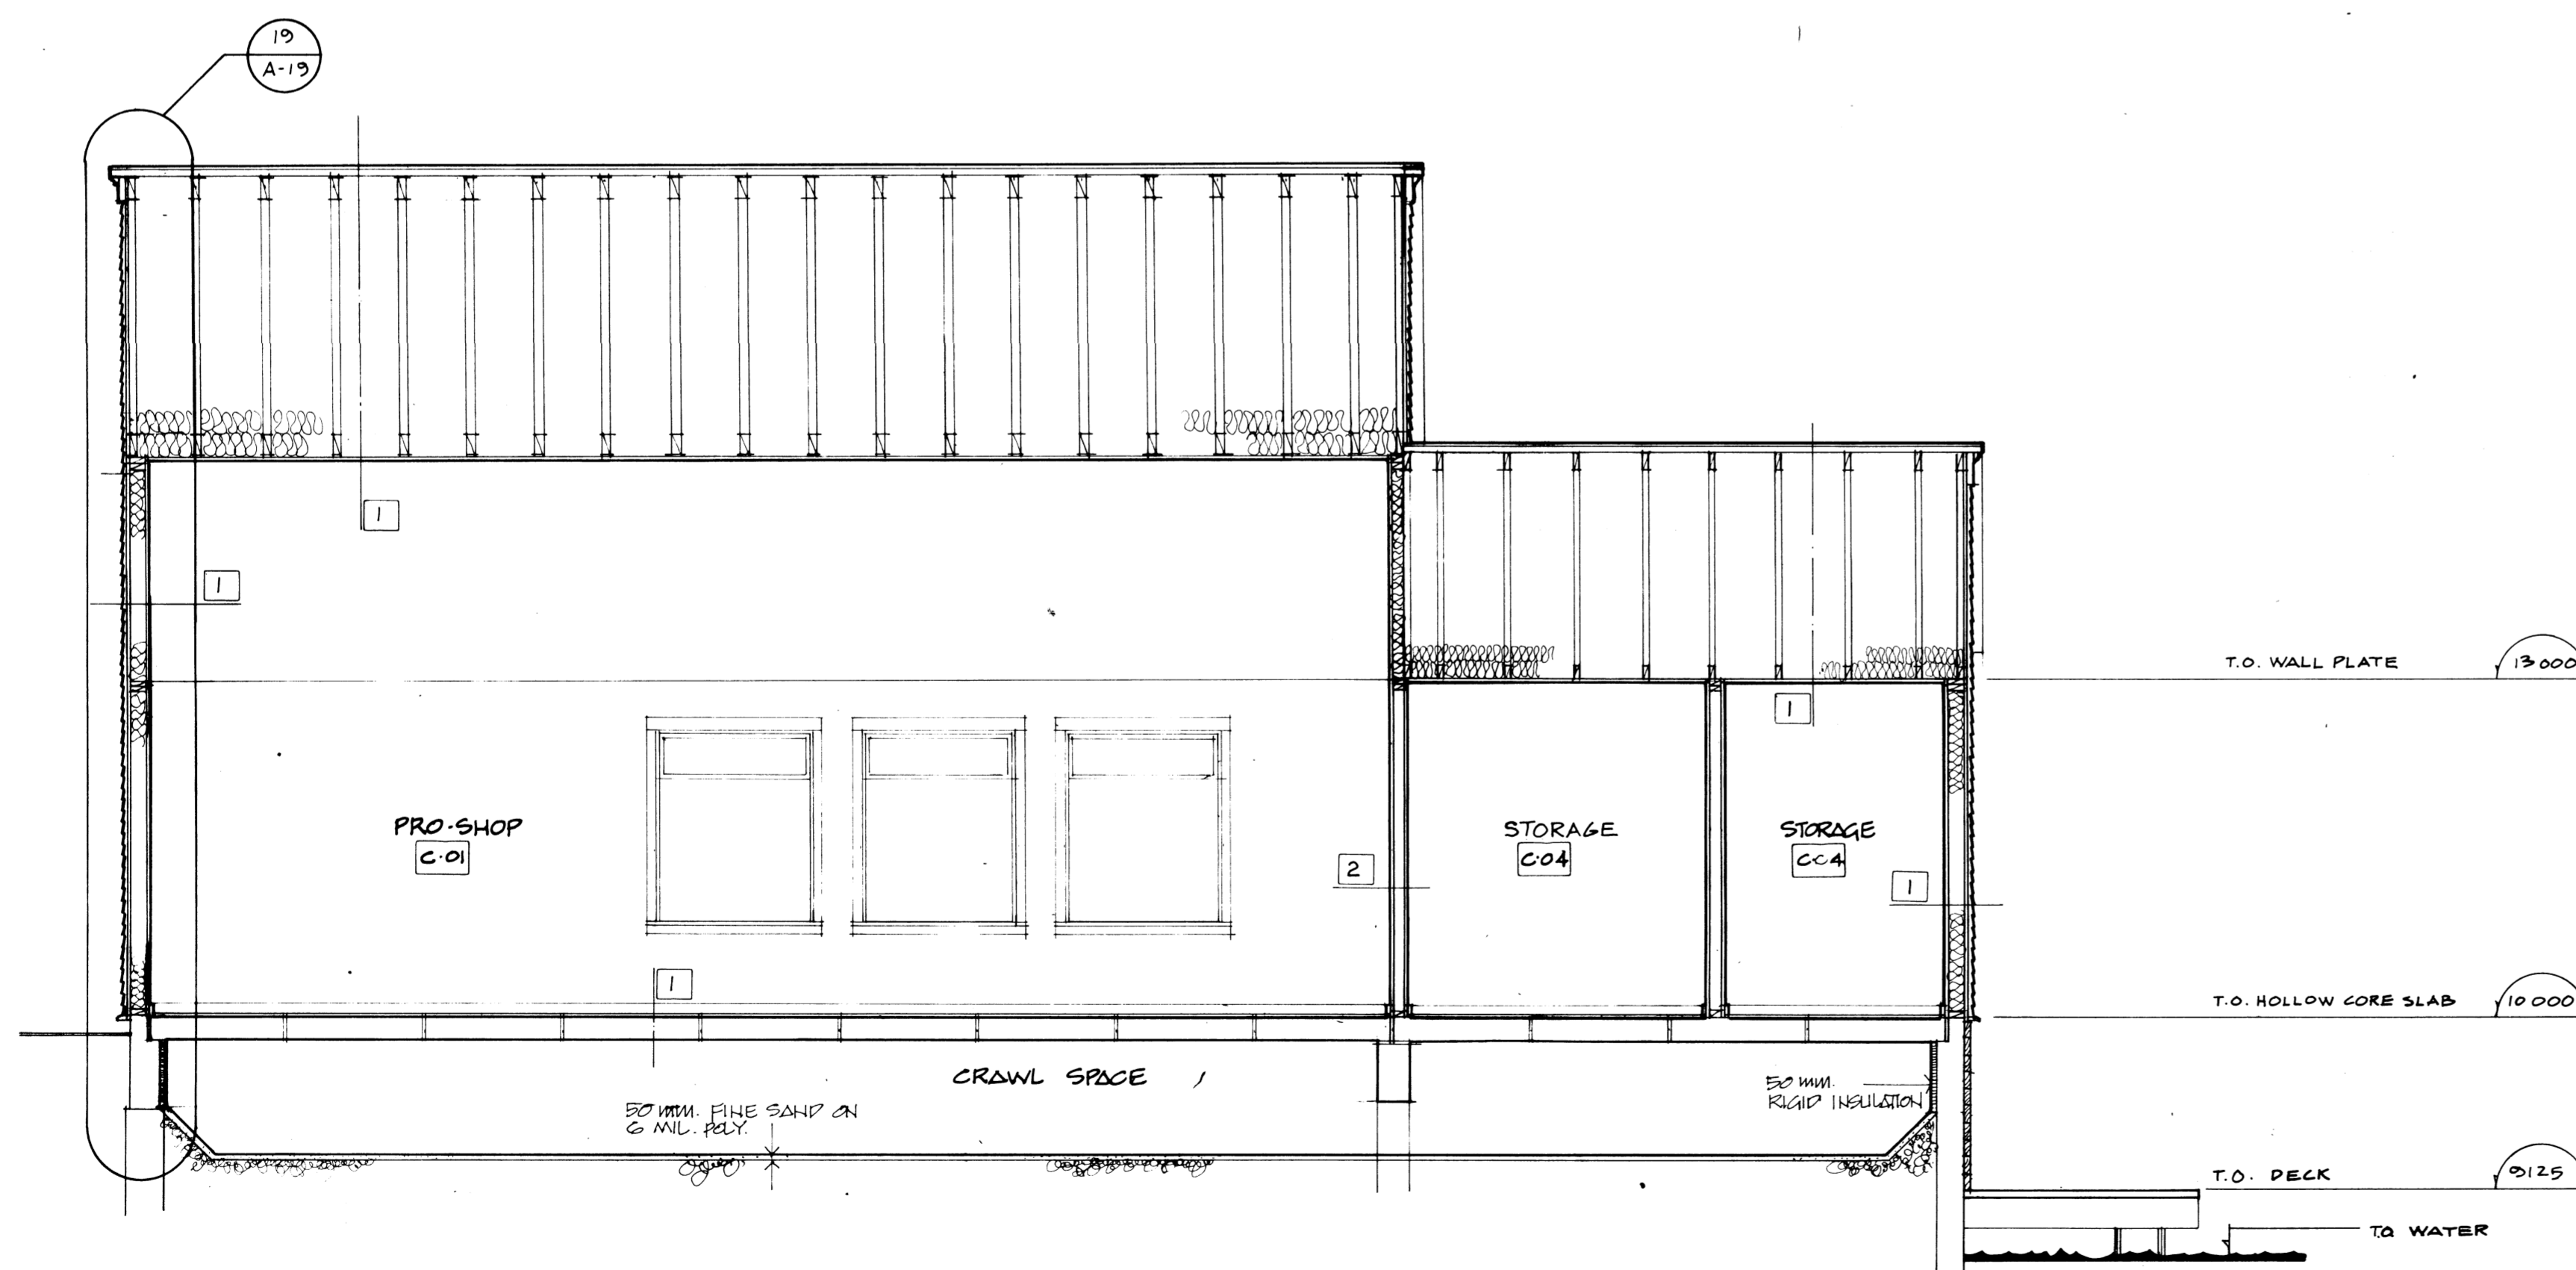 19
A-19
1
1
T.O. WALL PLATE 13000
1
PRO-SHOP
C-01
STORAGE
C-04
STORAGE
C-C4
2
1
1
T.O. HOLLOW CORE SLAB 10000
CRAWL SPACE
50 MM. FINE SAND ON
6 MIL. POLY.
50 MM.
RIGID INSULATION
T.O. DECK 9125
T.O WATER